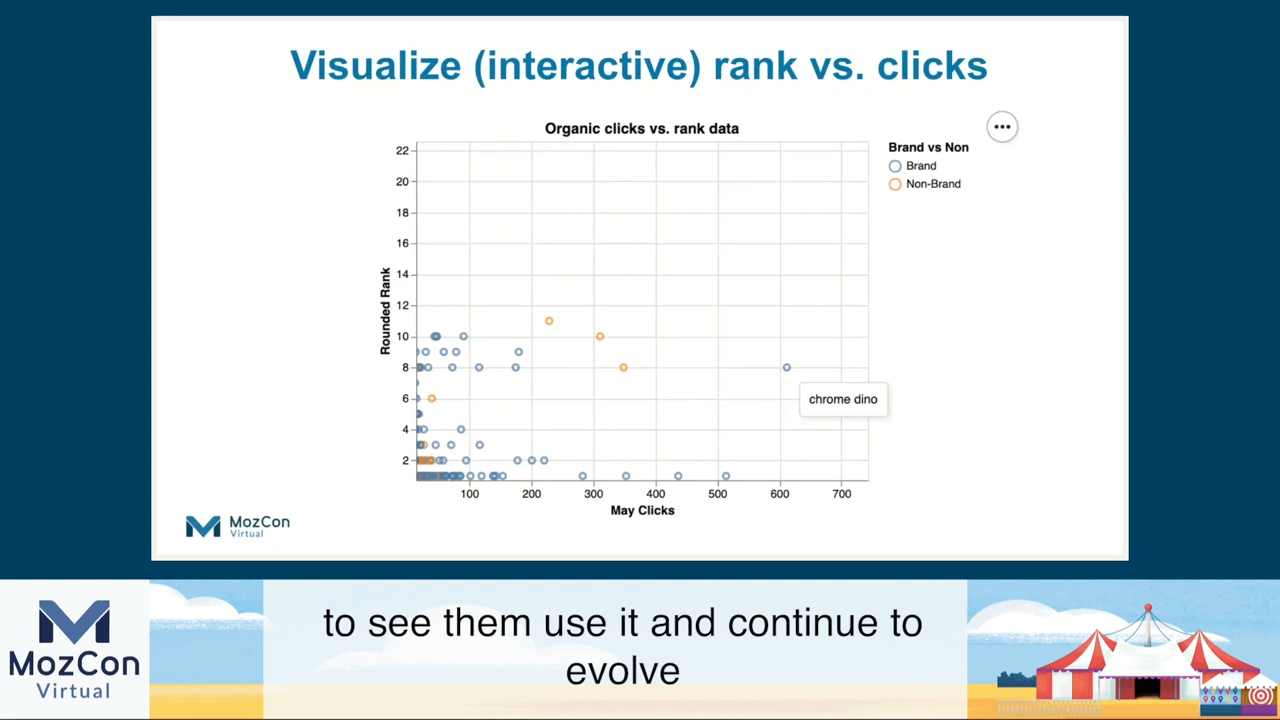 Visualize (interactive) rank vs. clicks
Organic clicks vs. rank data
Brand vs Non
Brand
Non-Brand
Rounded Rank
22
20
18
16
14
12
10
8
6
4
2
chrome dino
100 200 300 400 500 600 700
May Clicks
MozCon
Virtual
MozCon
Virtual
to see them use it and continue to
evolve